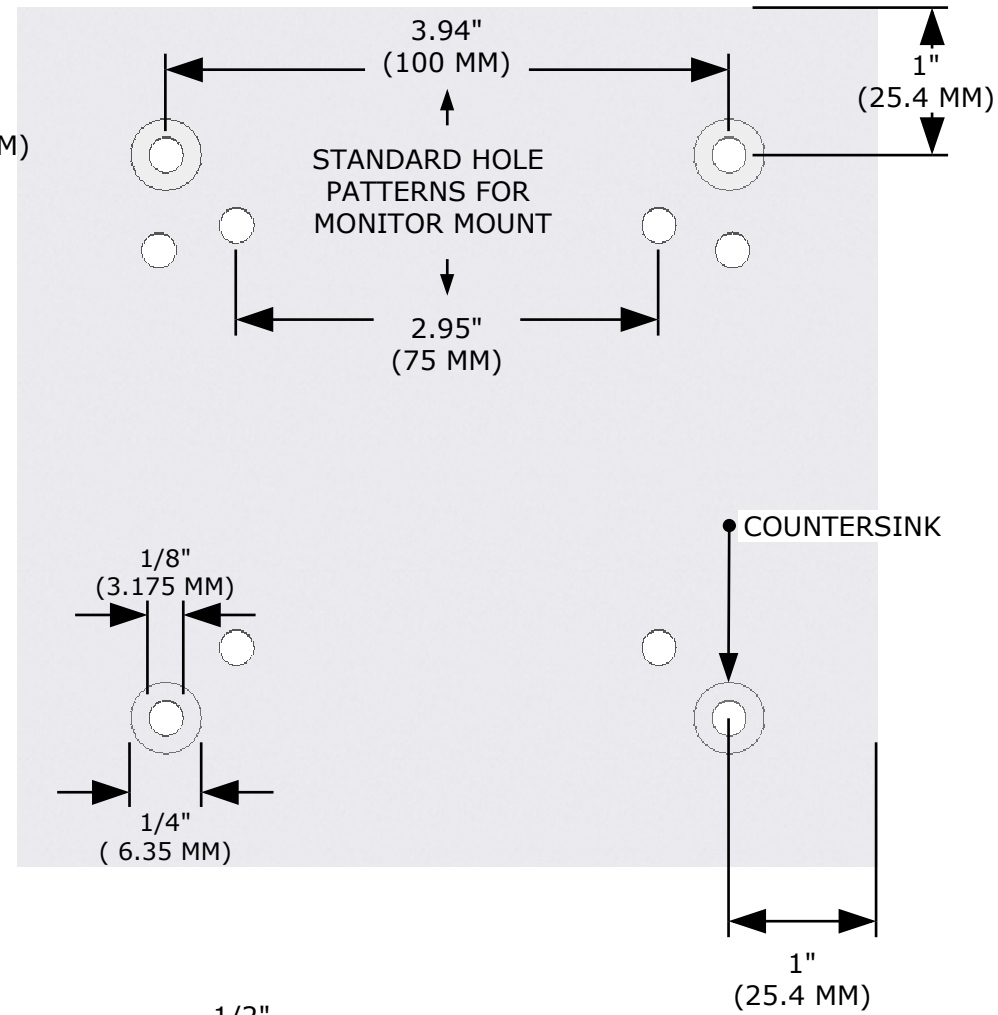 3.94"
(100 MM)
1"
(25.4 MM)
M)
STANDARD HOLE
PATTERNS FOR
MONITOR MOUNT
2.95"
(75 MM)
COUNTERSINK
1/8"
(3.175 MM)
1/4"
( 6.35 MM)
1"
(25.4 MM)